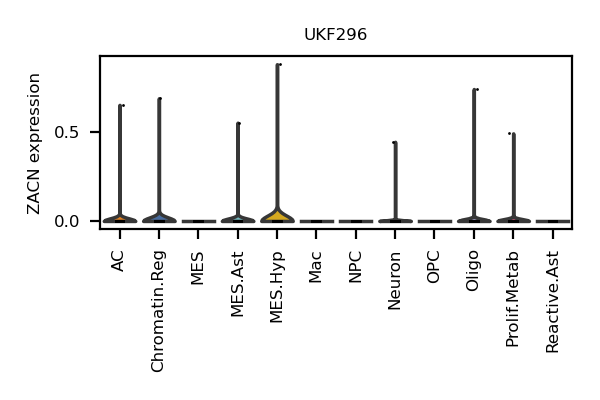 UKF296
ZACN expression
0.5
0.0
AC
Chromatin.Reg
MES
MES.Ast
MES.Hyp
Mac
NPC
Neuron
OPC
Oligo
Prolif.Metab
Reactive.Ast